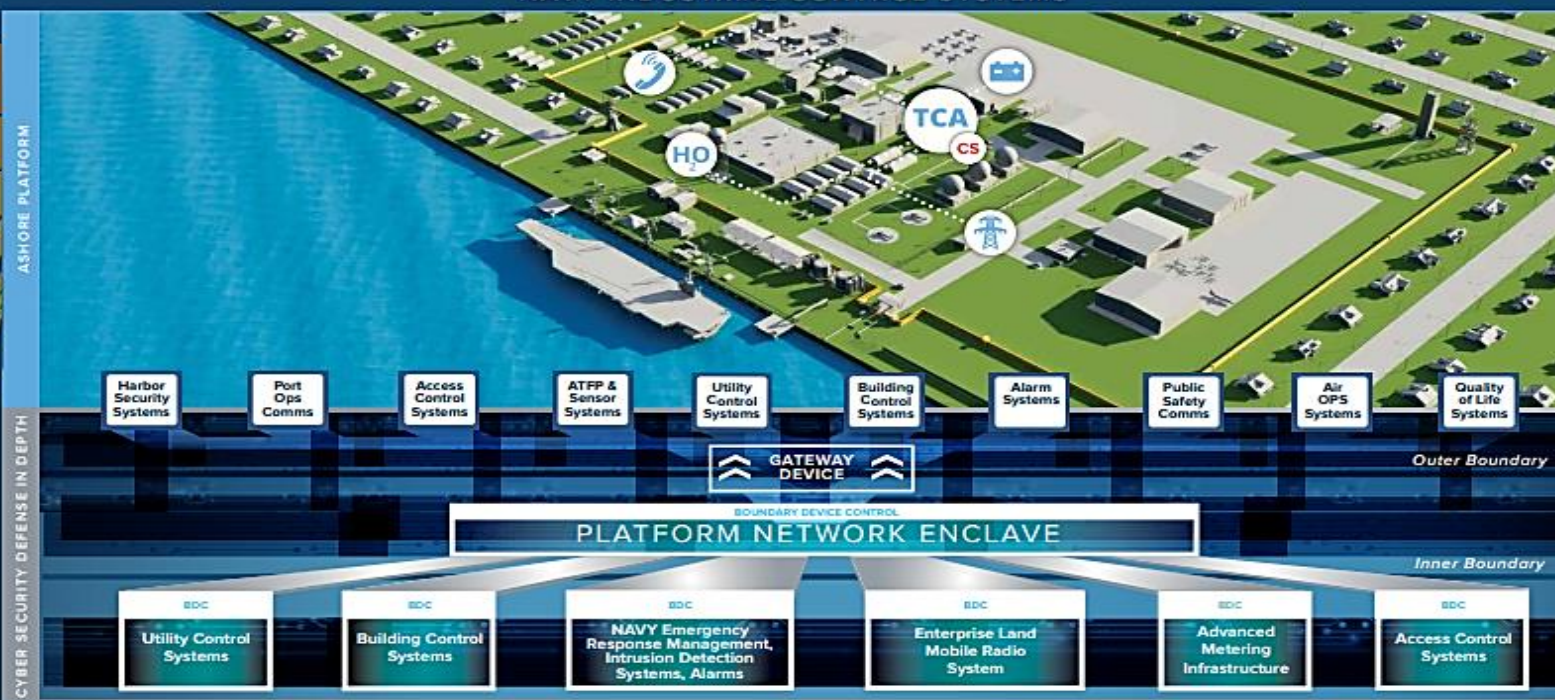 ASHORE PLATFORM
TCA
CS
H2O
Harbor
Security
Systems
Port
Ops
Comms
Access
Control
Systems
ATFP &
Sensor
Systems
Utility
Control
Systems
Building
Control
Systems
Alarm
Systems
Public
Safety
Comms
Air
OPS
Systems
Quality
of Life
Systems
CYBER SECURITY DEFENSE IN DEPTH
GATEWAY
DEVICE
Outer Boundary
BOUNDARY DEVICE CONTROL
PLATFORM NETWORK ENCLAVE
Inner Boundary
BDC
Utility Control
Systems
BDC
Building Control
Systems
BDC
NAVY Emergency
Response Management,
Intrusion Detection
Systems, Alarms
BDC
Enterprise Land
Mobile Radio
System
BDC
Advanced
Metering
Infrastructure
BDC
Access Control
Systems